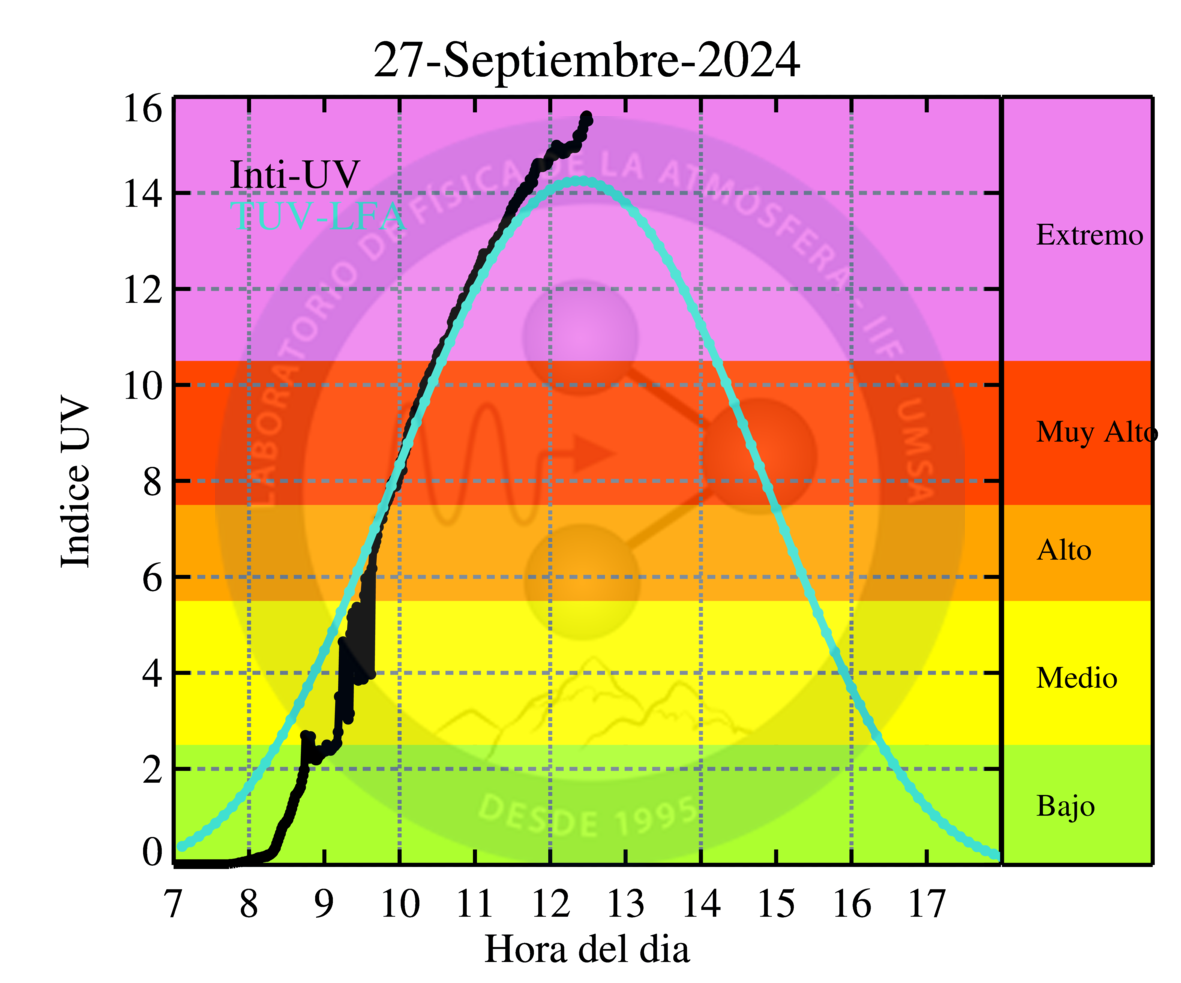 27-Septiembre-2024
16
14
12
10
8
6
4
2
0
Indice UV
Inti-UV
TUV-LFA
LABORATORIO DE FÍSICA DE LA ATMÓSFERA - IIF - UMSA
DESDE 1995
Extremo
Muy Alto
Alto
Medio
Bajo
7 8 9 10 11 12 13 14 15 16 17
Hora del dia